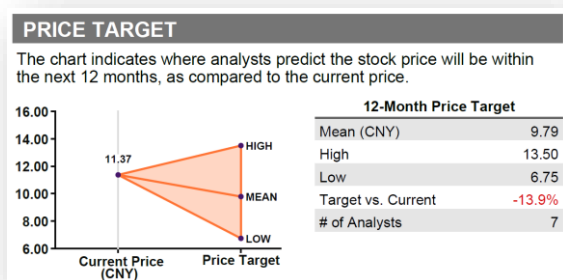 PRICE TARGET
The chart indicates where analysts predict the stock price will be within
the next 12 months, as compared to the current price.
16.00
14.00
12.00
10.00
8.00
6.00
11.37
HIGH
MEAN
LOW
Current Price
(CNY)
Price Target
12-Month Price Target
Mean (CNY) 9.79
High 13.50
Low 6.75
Target vs. Current -13.9%
# of Analysts 7